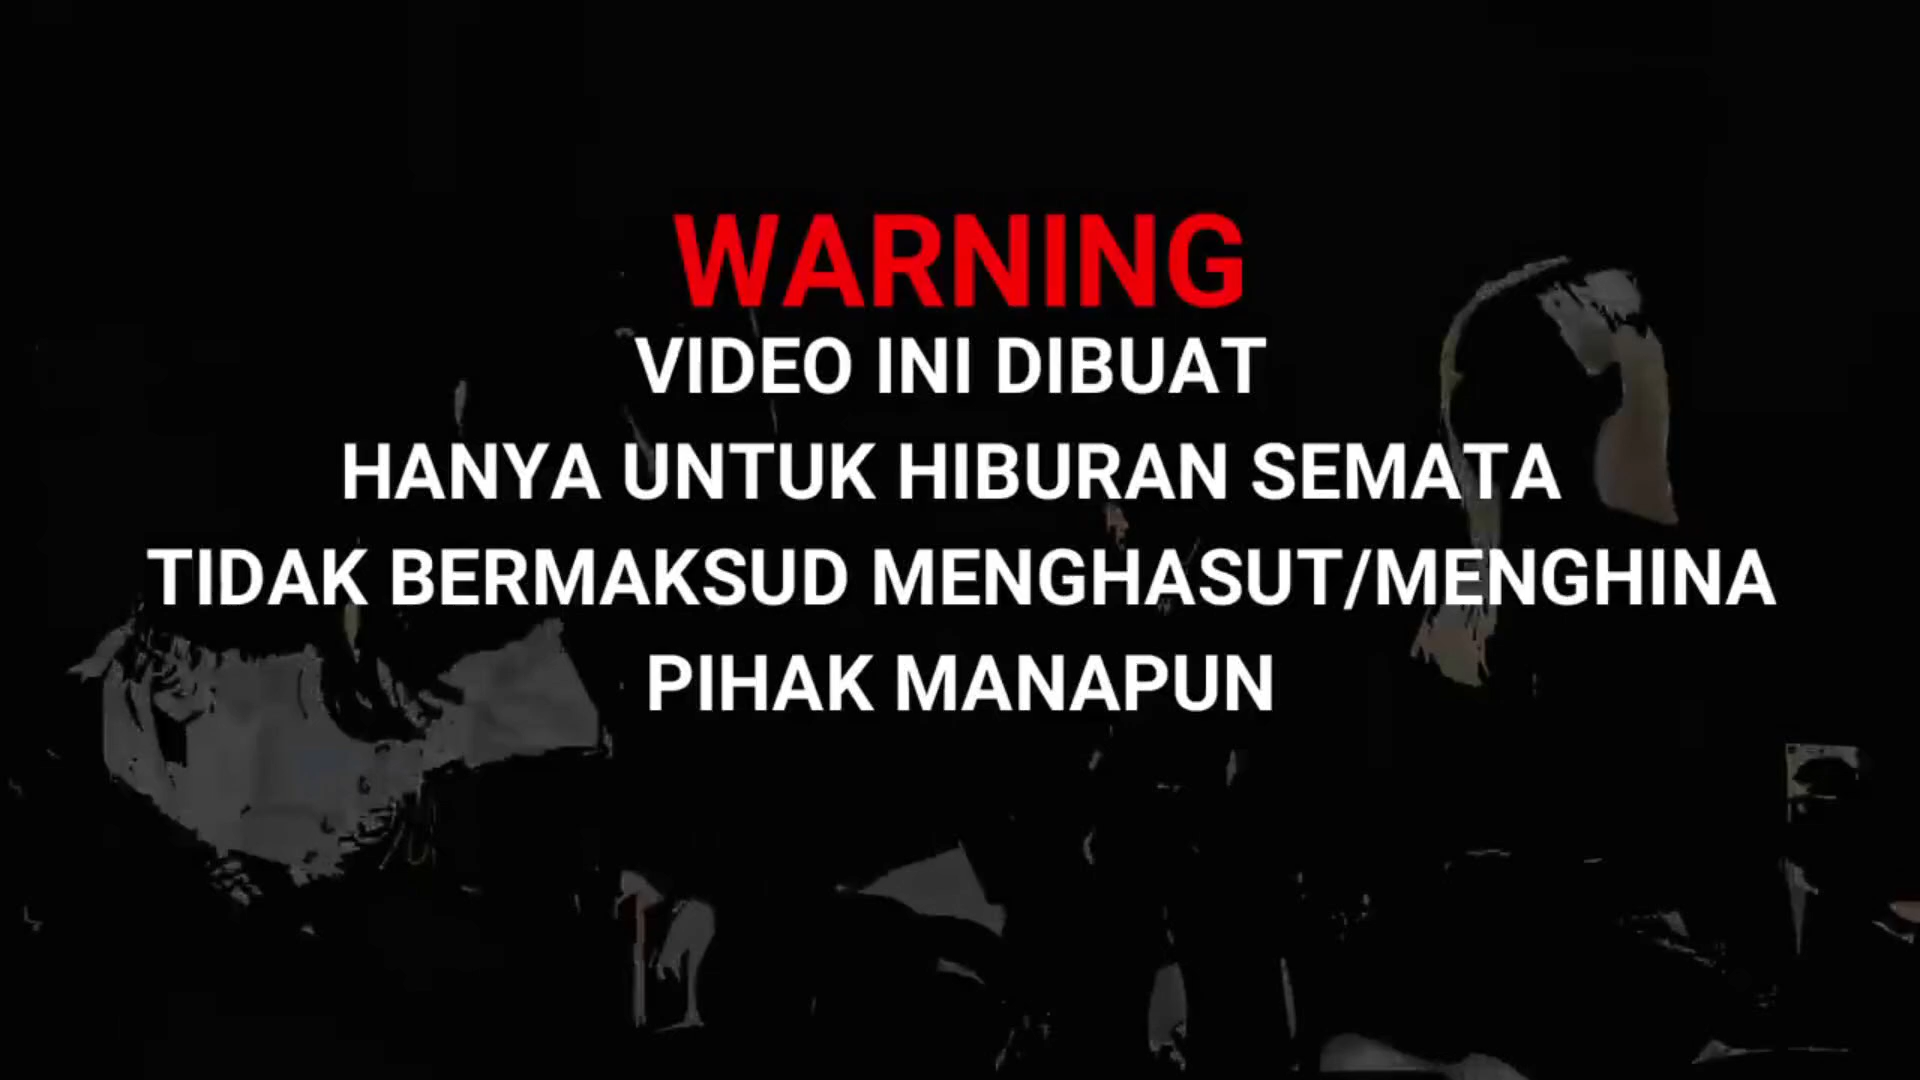 WARNING
VIDEO INI DIBUAT
HANYA UNTUK HIBURAN SEMATA
TIDAK BERMAKSUD MENGHASUT/MENGHINA
PIHAK MANAPUN